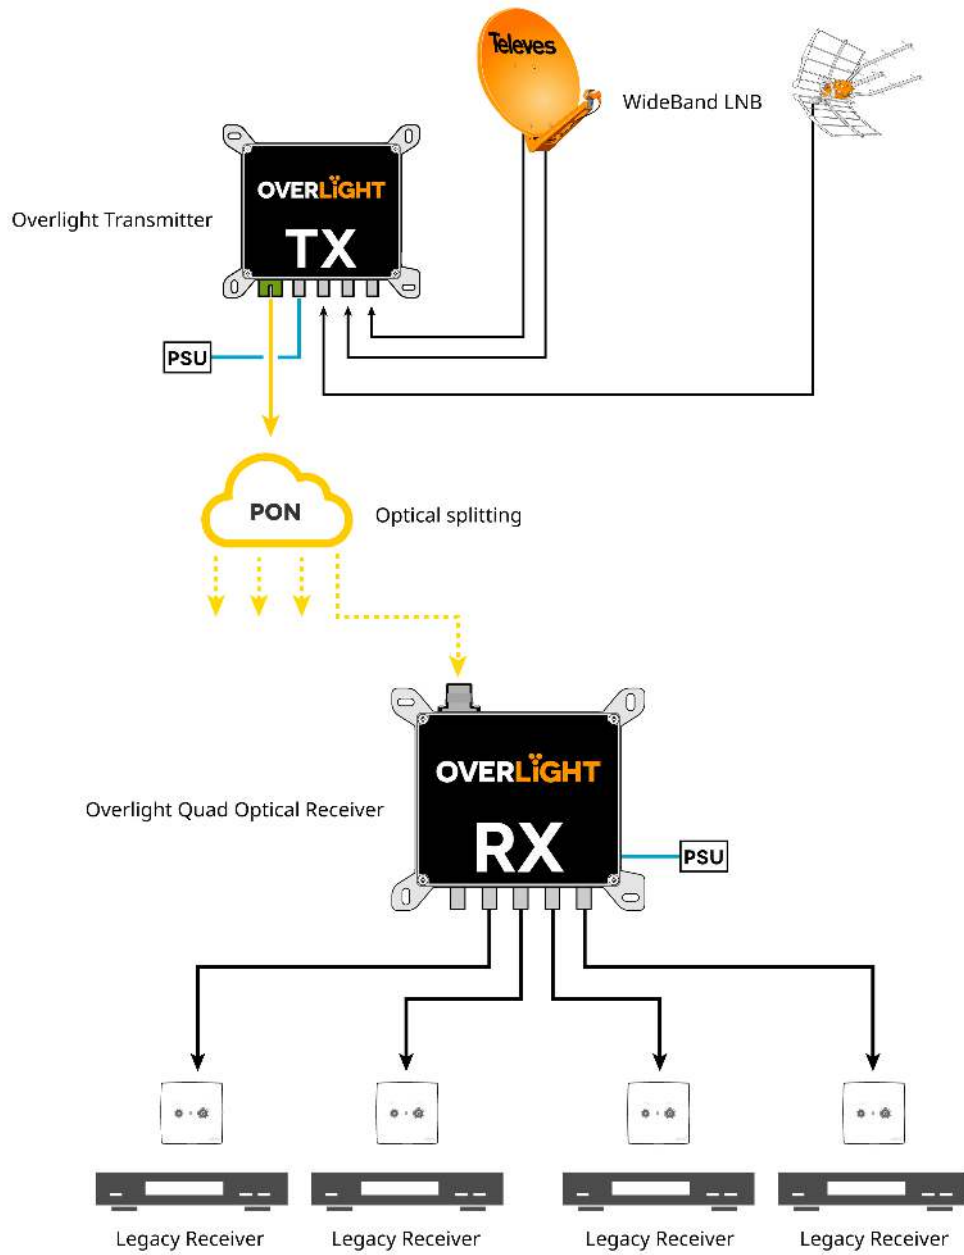 Televes
WideBand LNB
OVERLIGHT
TX
Overlight Transmitter
PSU
PON
Optical splitting
OVERLIGHT
RX
Overlight Quad Optical Receiver
PSU
Legacy Receiver
Legacy Receiver
Legacy Receiver
Legacy Receiver